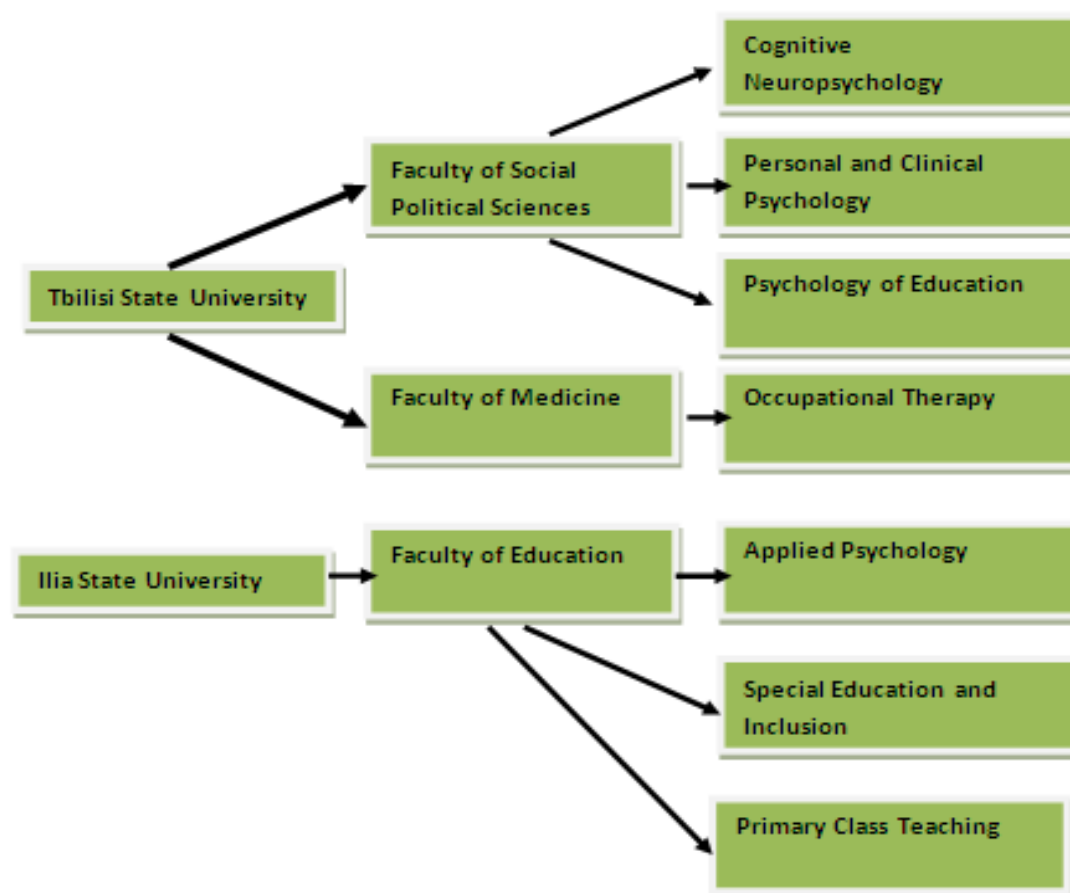 Cognitive
Neuropsychology
Faculty of Social
Political Sciences
Personal and Clinical
Psychology
Tbilisi State University
Psychology of Education
Faculty of Medicine
Occupational Therapy
Ilia State University
Faculty of Education
Applied Psychology
Special Education and
Inclusion
Primary Class Teaching